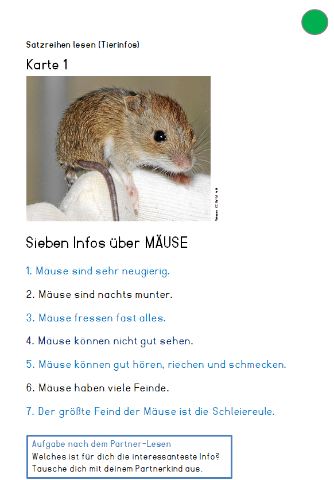 Satzreihen lesen (Tierinfos)
Karte 1
Sieben Infos über MÄUSE
1. Mäuse sind sehr neugierig.
2. Mäuse sind nachts munter.
3. Mäuse fressen fast alles.
4. Mäuse können nicht gut sehen.
5. Mäuse können gut hören, riechen und schmecken.
6. Mäuse haben viele Feinde.
7. Der größte Feind der Mäuse ist die Schleiereule.
Aufgabe nach dem Partner-Lesen
Welches ist für dich die interessanteste Info?
Tausche dich mit deinem Partnerkind aus.